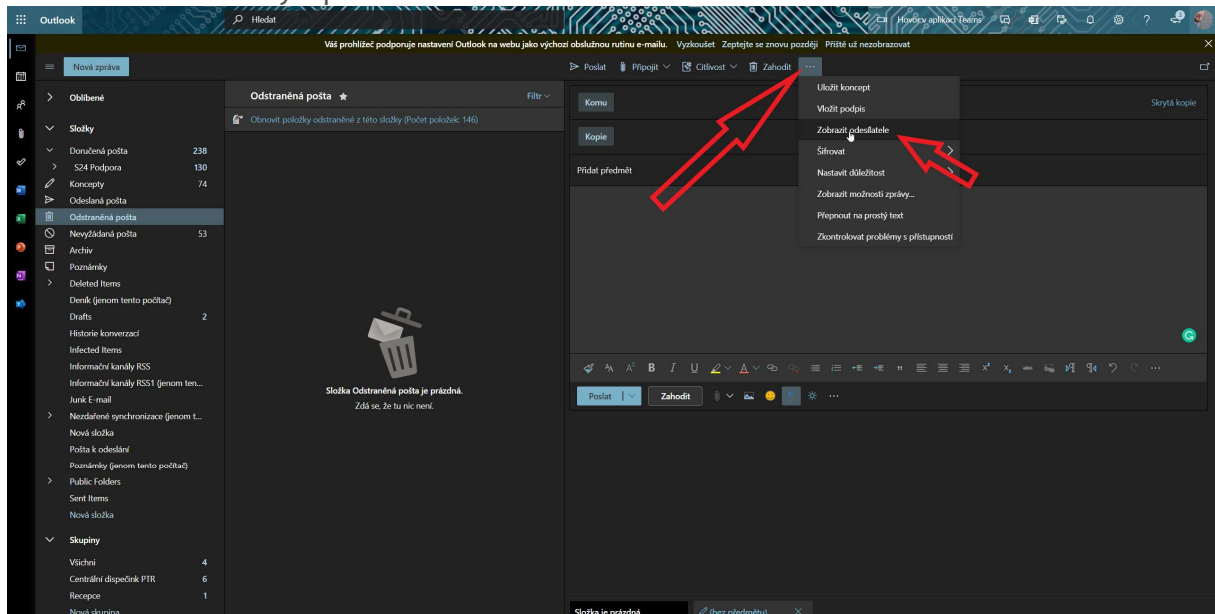 Outlook
Hledat
Hovory v aplikaci Teams
Váš prohlížeč podporuje nastavení Outlook na webu jako výchozí obslužnou rutinu e-mailu. Vyzkoušet Zeptejte se znovu později Příště už nezobrazovat
Nová zpráva
Poslat Připojit Citlivost Zahodit
Oblíbené
Složky
Doručená pošta 238
S24 Podpora 130
Koncepty 74
Odeslaná pošta
Odstraněná pošta
Nevyžádaná pošta 53
Archiv
Poznámky
Deleted Items
Deník (jenom tento počítač)
Drafts 2
Historie konverzací
Infected Items
Informační kanály RSS
Informační kanály RSS1 (jenom ten...
Junk E-mail
Nezdařené synchronizace (jenom t...
Nová složka
Pošta k odeslání
Poznámky (jenom tento počítač)
Public Folders
Sent Items
Nová složka
Skupiny
Všichni 4
Centrální dispečink PTR 6
Recepce 1
Nová skupina
Odstraněná pošta Filtr
Obnovit položky odstraněné z této složky (Počet položek: 146)
Složka Odstraněná pošta je prázdná.
Zdá se, že tu nic není.
Komu Skrytá kopie
Kopie
Přidat předmět
Uložit koncept
Vložit podpis
Zobrazit odesílatele
Šifrovat
Nastavit důležitost
Zobrazit možnosti zprávy...
Přepnout na prostý text
Zkontrolovat problémy s přístupností
Poslat Zahodit
Složka je prázdná (bez předmětu)